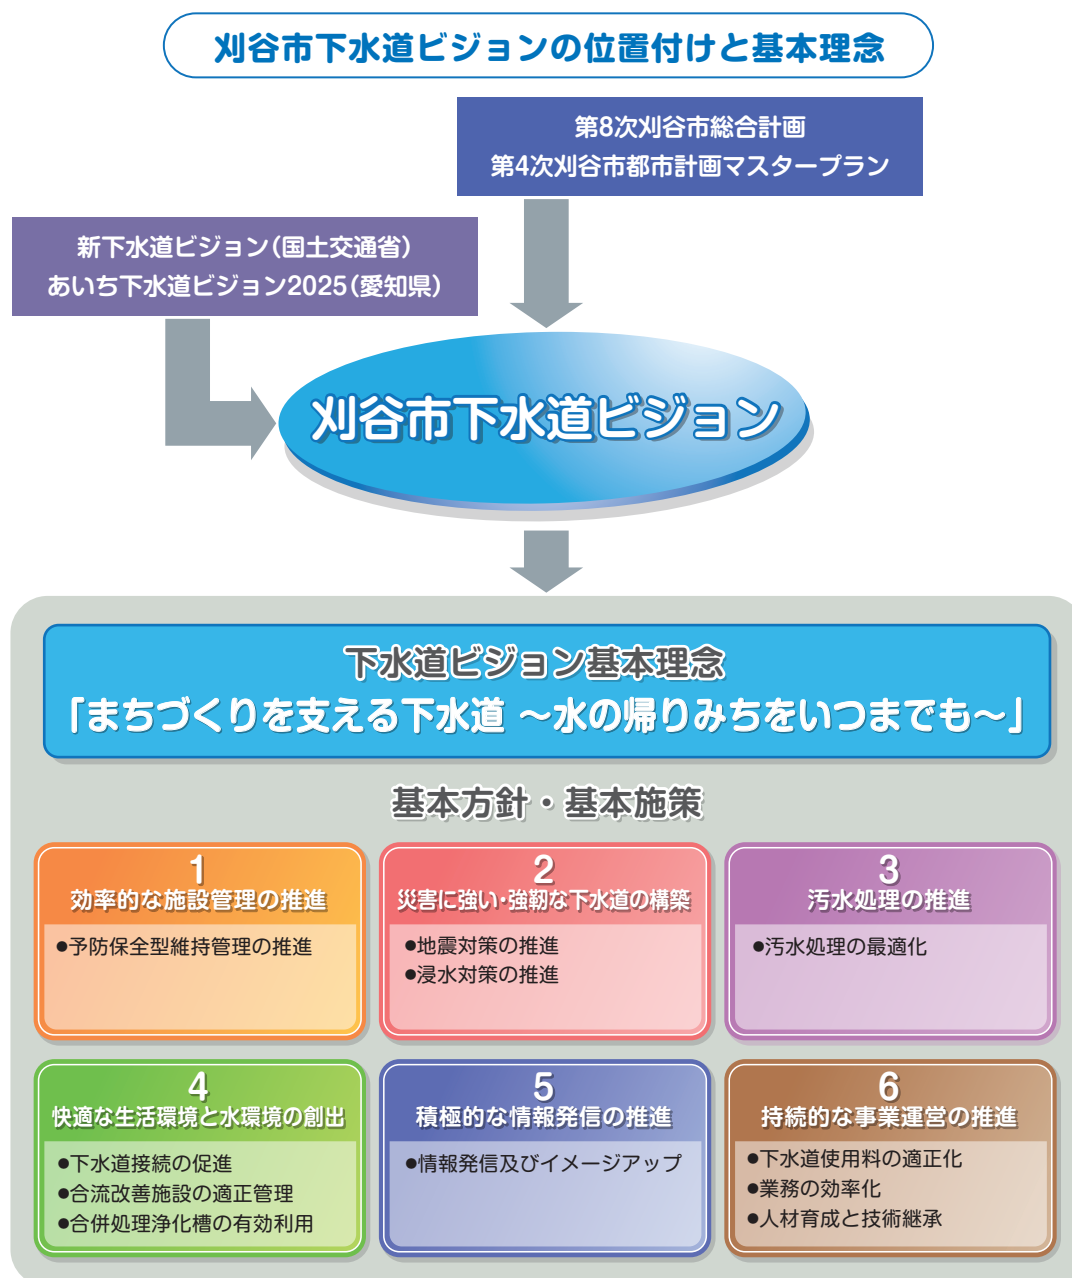 刈谷市下水道ビジョンの位置付けと基本理念
第8次刈谷市総合計画
第4次刈谷市都市計画マスタープラン
新下水道ビジョン(国土交通省)
あいち下水道ビジョン2025(愛知県)
刈谷市下水道ビジョン
下水道ビジョン基本理念
「まちづくりを支える下水道 ～水の帰りみちをいつまでも～」
基本方針・基本施策
1
効率的な施設管理の推進
●予防保全型維持管理の推進
2
災害に強い・強靭な下水道の構築
●地震対策の推進
●浸水対策の推進
3
汚水処理の推進
●汚水処理の最適化
4
快適な生活環境と水環境の創出
●下水道接続の促進
●合流改善施設の適正管理
●合併処理浄化槽の有効利用
5
積極的な情報発信の推進
●情報発信及びイメージアップ
6
持続的な事業運営の推進
●下水道使用料の適正化
●業務の効率化
●人材育成と技術継承